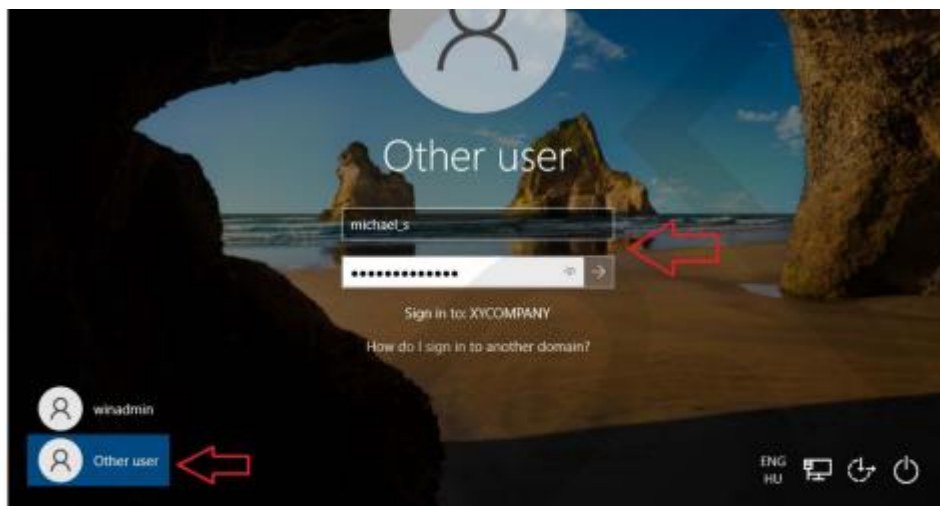 Other user
michael_s
•••••••••••••
Sign in to: XYCOMPANY
How do I sign in to another domain?
winadmin
Other user
ENG
HU